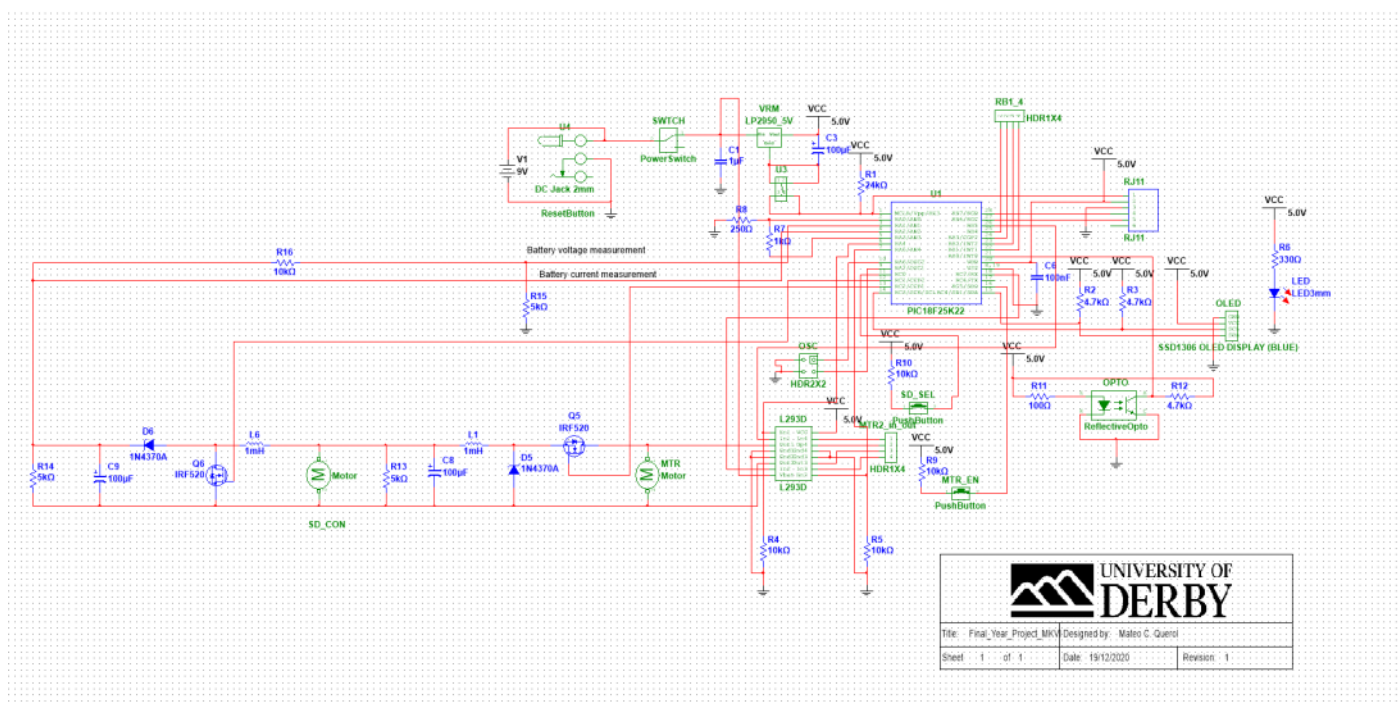 RB1_4
HDR1X4
VRM
LP2950_5V
VCC
5.0V
U4
SWTCH
PowerSwitch
C3
100µF
VCC
5.0V
C1
1µF
V1
9V
DC Jack 2mm
U3
R1
24kΩ
VCC
5.0V
RJ11
RJ11
U1
ResetButton
R8
250Ω
R7
1kΩ
VCC
5.0V
R6
330Ω
LED
LED3mm
Battery voltage measurement
R16
10kΩ
Battery current measurement
R15
5kΩ
C6
100nF
VCC
5.0V
VCC
5.0V
VCC
5.0V
R2
4.7kΩ
R3
4.7kΩ
PIC18F25K22
OLED
SSD1306 OLED DISPLAY (BLUE)
OSC
HDR2X2
VCC
5.0V
R10
10kΩ
VCC
5.0V
SD_SEL
PushButton
R11
100Ω
OPTO
R12
4.7kΩ
ReflectiveOpto
VCC
5.0V
L293D
L293D
MTR2_in_out
HDR1X4
VCC
5.0V
R9
10kΩ
MTR_EN
PushButton
D6
1N4370A
L6
1mH
L1
1mH
Q5
IRF520
R14
5kΩ
C9
100µF
Q6
IRF520
M
Motor
R13
5kΩ
C8
100µF
D5
1N4370A
MTR
M
Motor
SD_CON
R4
10kΩ
R5
10kΩ
UNIVERSITY OF
DERBY
Title: Final_Year_Project_MKVI
Designed by: Mateo C. Querol
Sheet 1 of 1
Date: 19/12/2020
Revision: 1